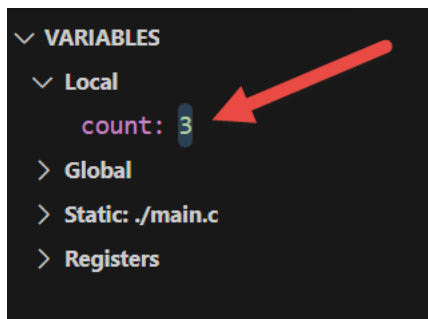 VARIABLES
Local
count: 3
Global
Static: ./main.c
Registers